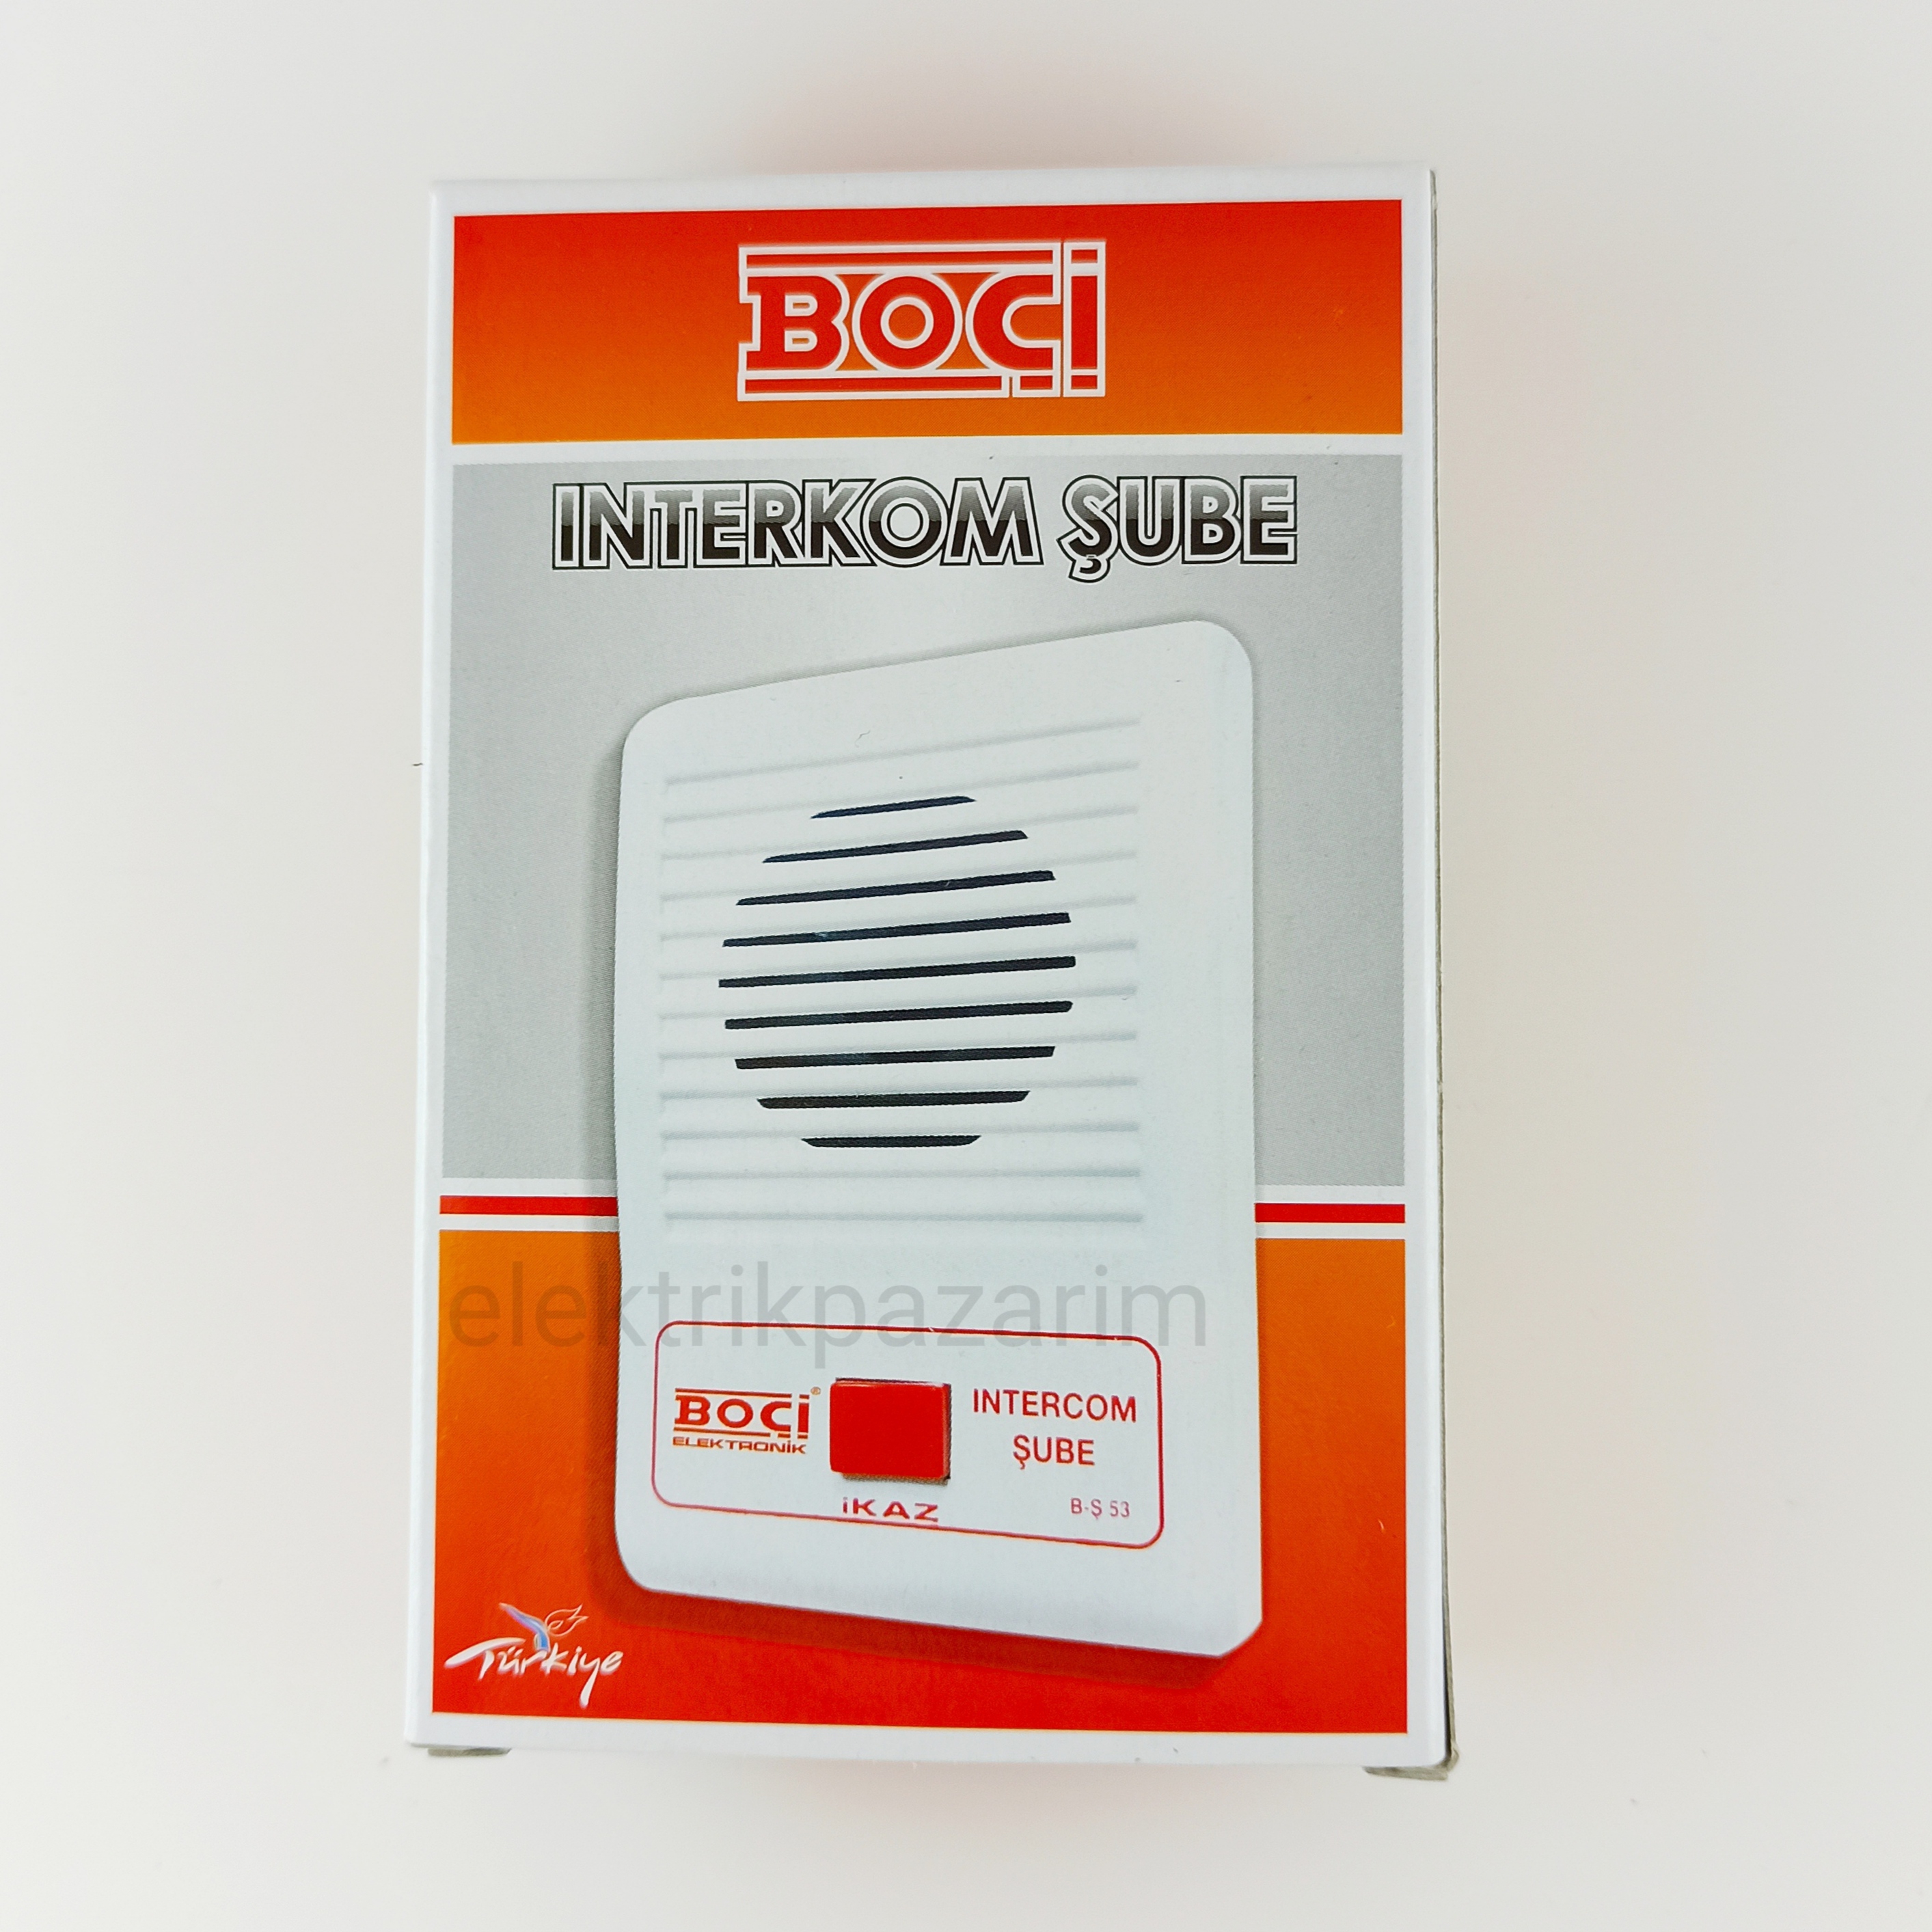 BOÇİ
INTERKOM ŞUBE
elektrikpazarim
BOÇİ®
ELEKTRONİK
INTERCOM
ŞUBE
İKAZ
B-Ş 53
Türkiye